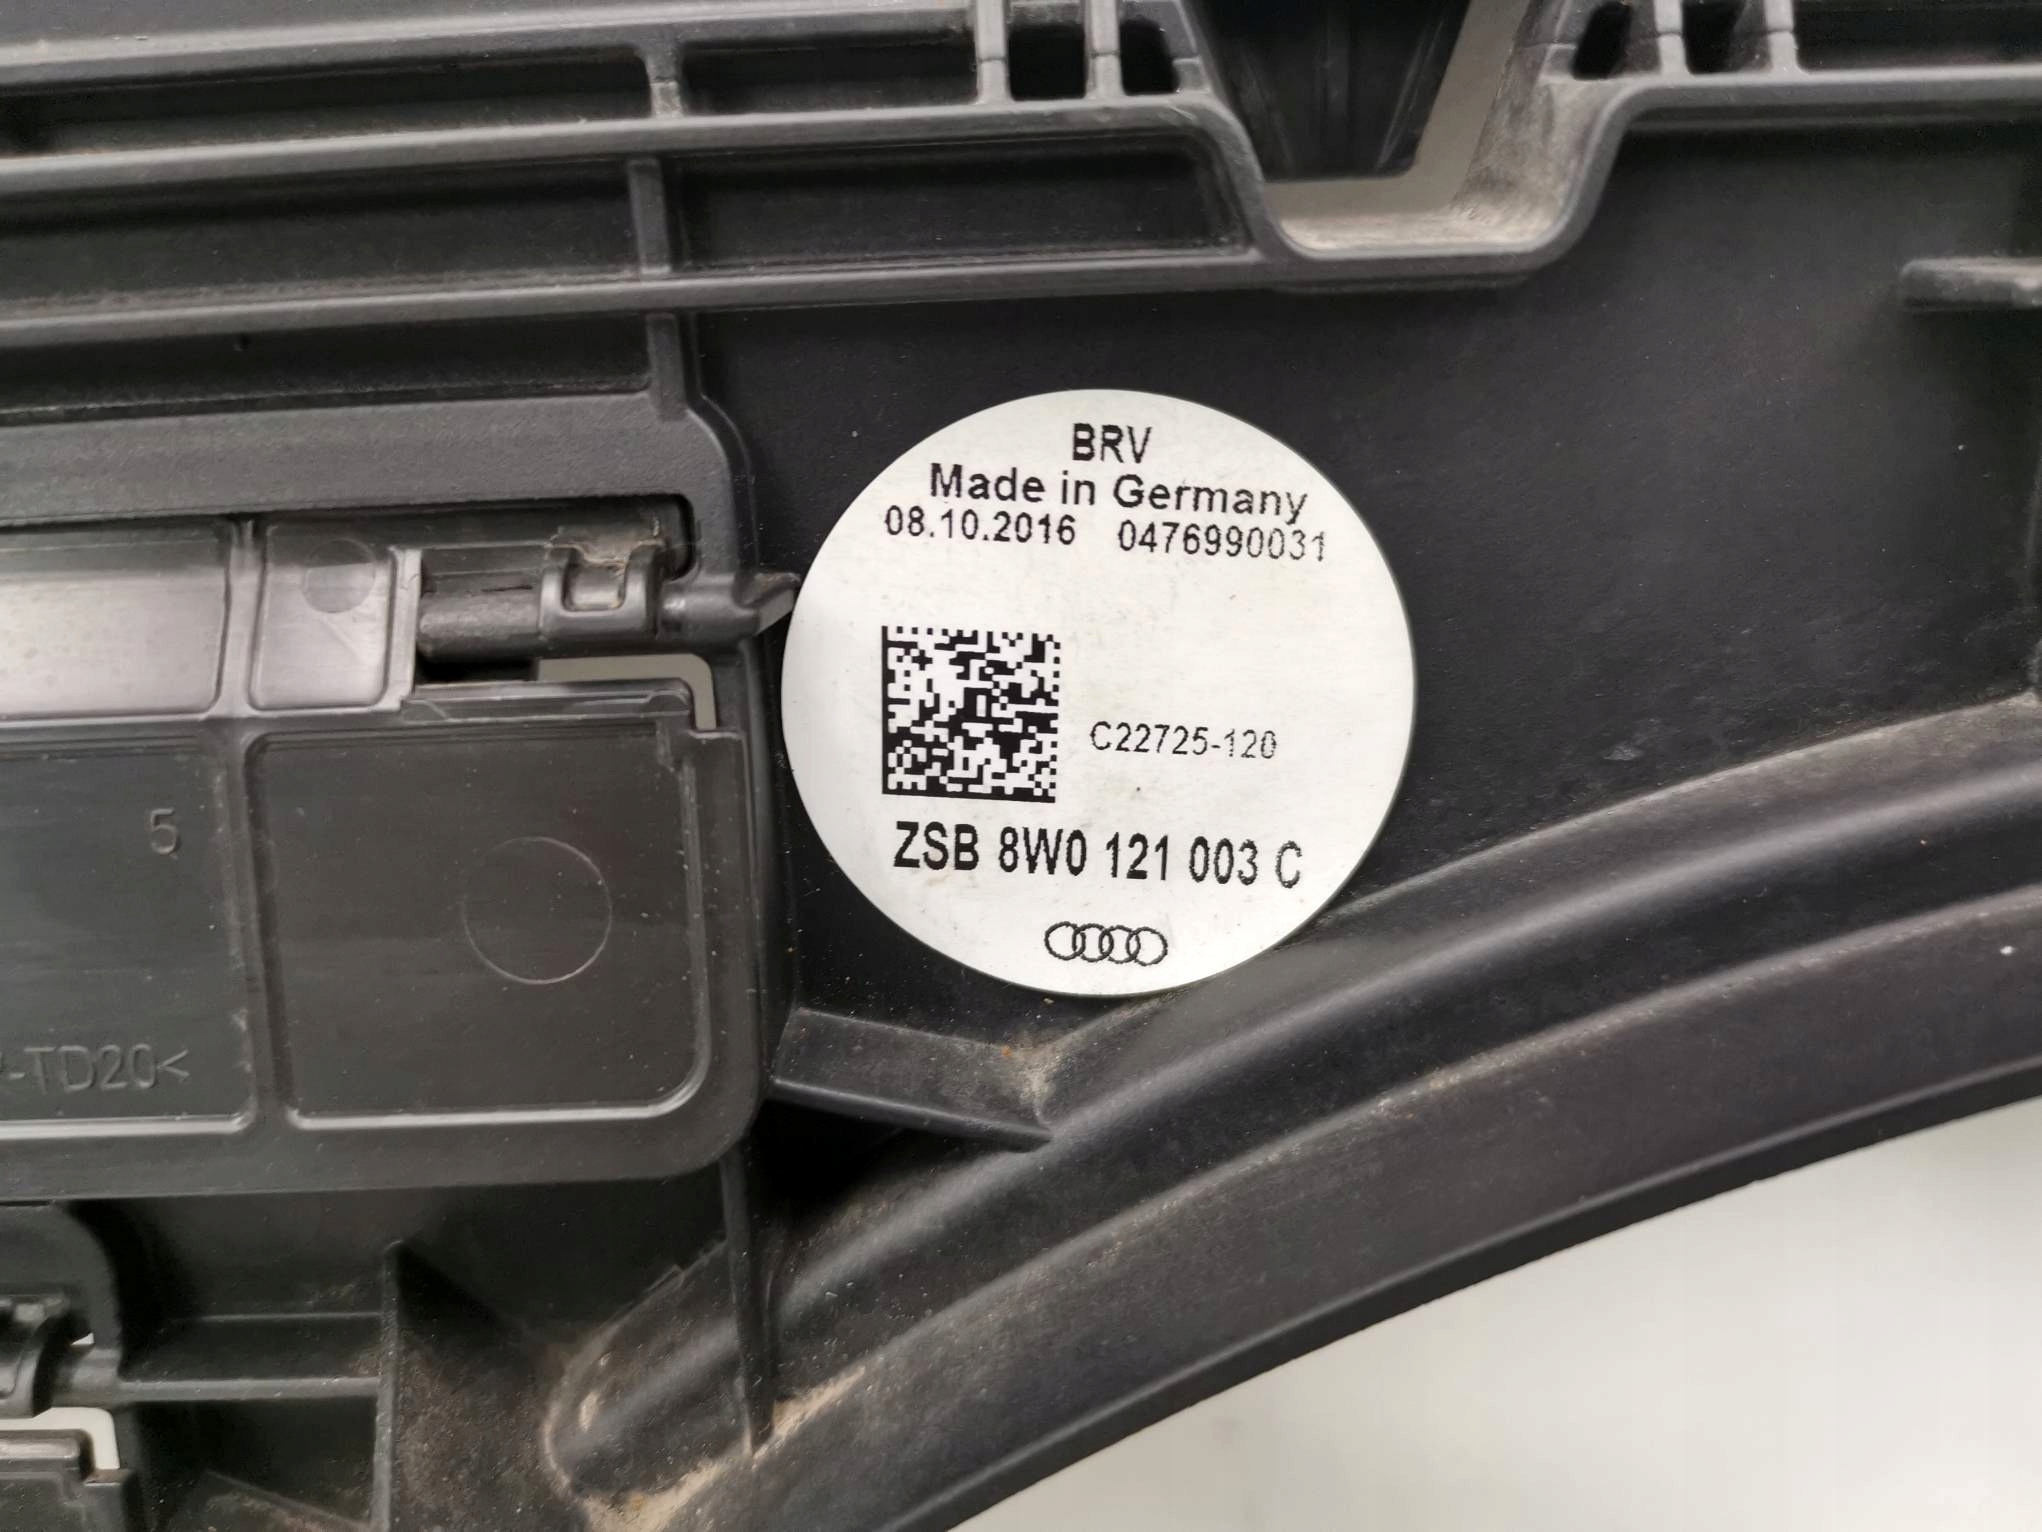 BRV
Made in Germany
08.10.2016 0476990031
C22725-120
ZSB 8W0 121 003 C
5
-TD20<